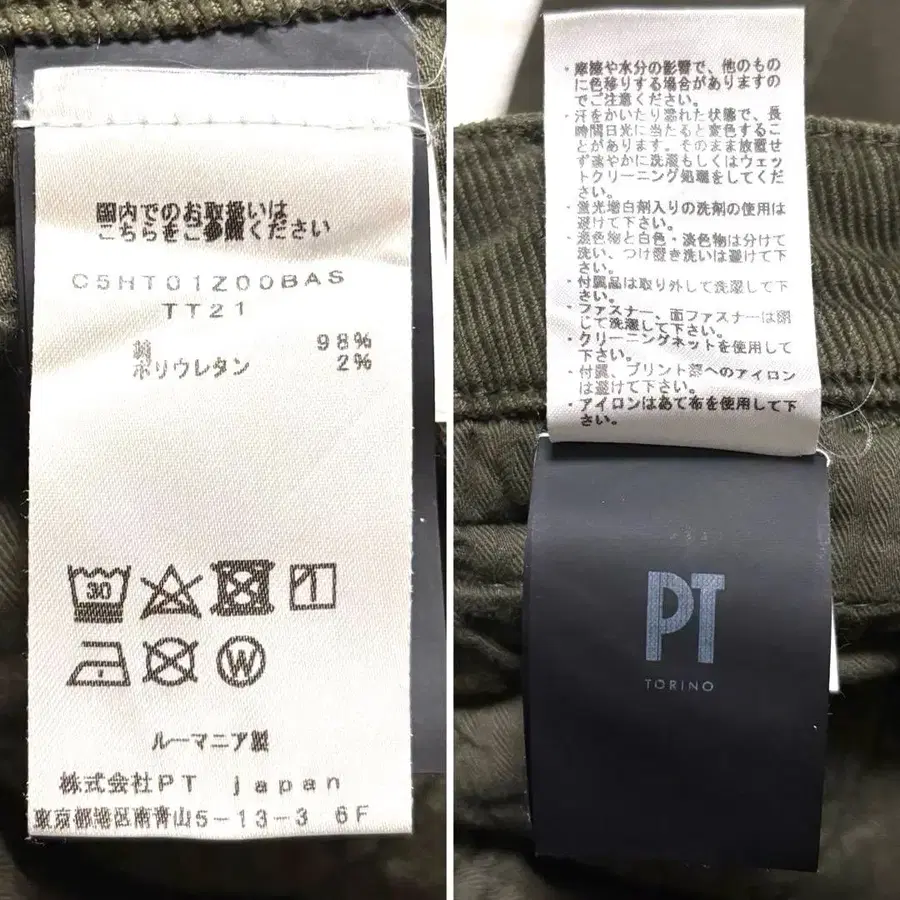 国内でのお取扱いは
こちらをご参照ください
C5HT01Z00BAS
TT21
綿 98%
ポリウレタン 2%
30
1
W
ルーマニア製
株式会社PT japan
東京都港区南青山5-13-3 6F
・摩擦や水分の影響で、他のもの
に色移りする場合がありますの
でご注意ください。
・汗をかいたり濡れた状態で、長
時間日光に当たると変色するこ
とがあります。そのまま放置せ
ず速やかに洗濯もしくはウェッ
トクリーニング処理をしてくだ
さい。
・蛍光増白剤入りの洗剤の使用は
避けて下さい。
・濃色物と白色・淡色物は分けて
洗い、つけ置き洗いは避けて下
さい。
・付属品は取り外して洗濯して下
さい。
・ファスナー、面ファスナーは閉
じて洗濯して下さい。
・クリーニングネットを使用して
下さい。
・付属、プリント部へのアイロン
は避けて下さい。
・アイロンはあて布を使用して下
さい。
PT
TORINO